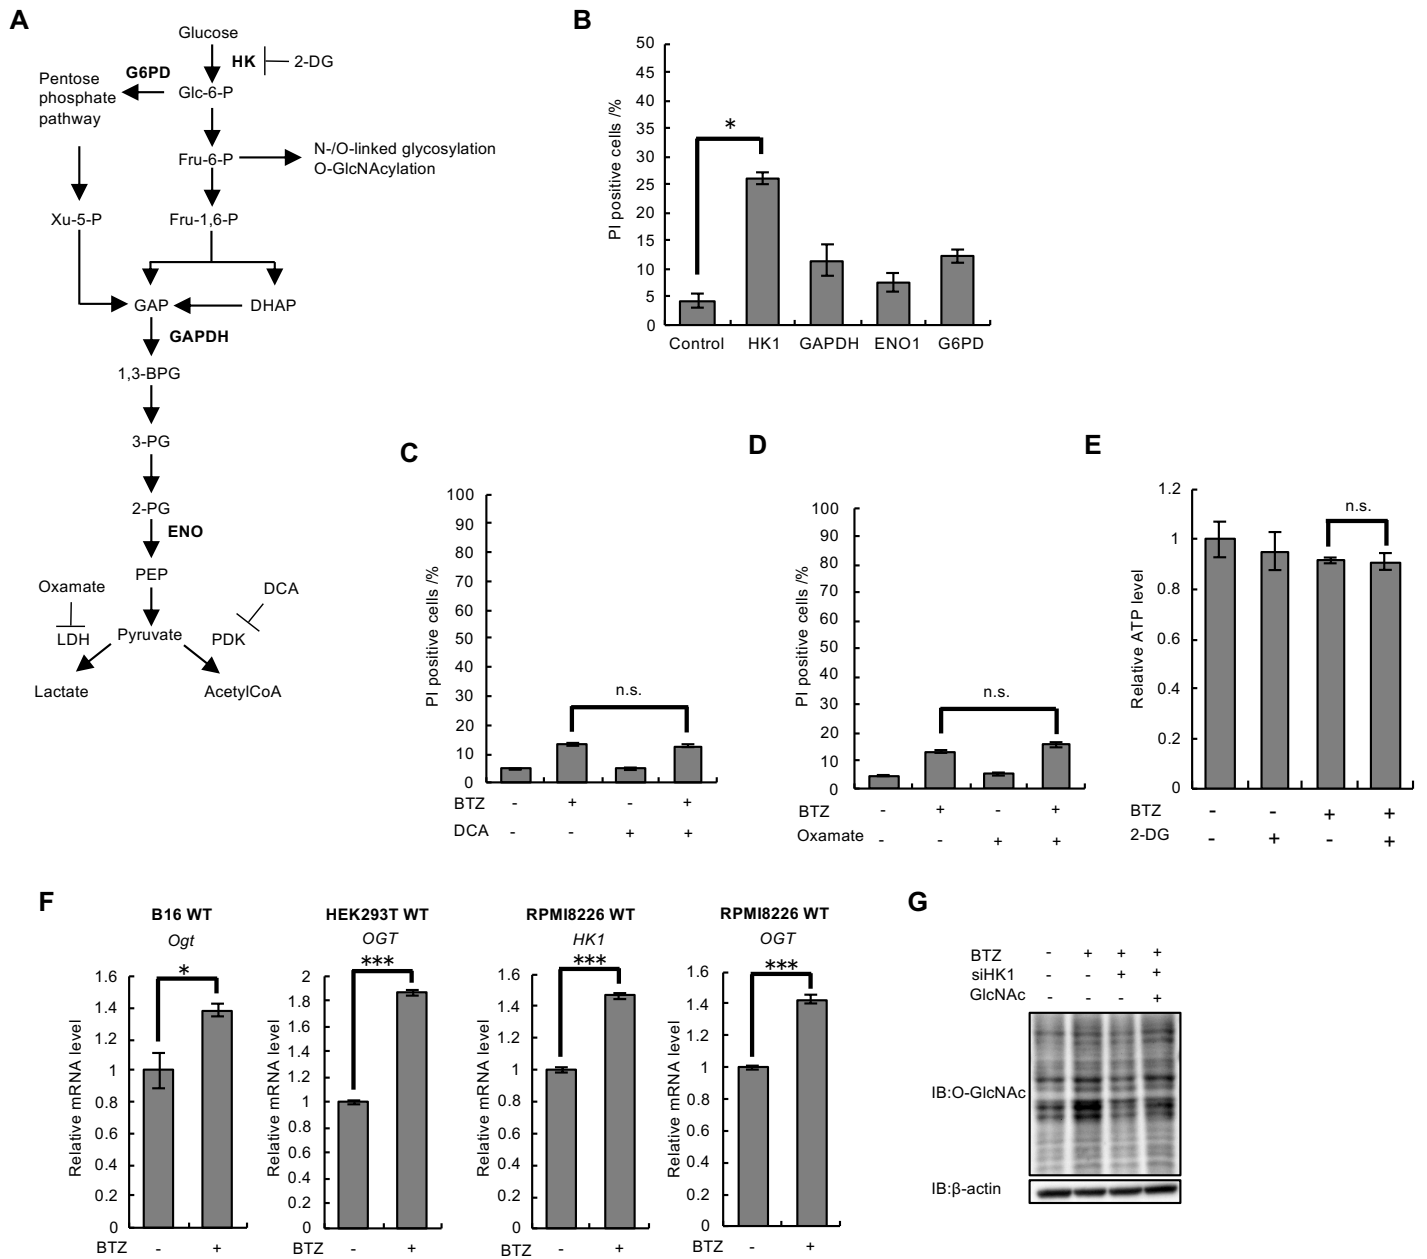 A
Glucose
HK
2-DG
G6PD
Pentose
phosphate
pathway
Glc-6-P
Fru-6-P
N-/O-linked glycosylation
O-GlcNAcylation
Xu-5-P
Fru-1,6-P
GAP
DHAP
GAPDH
1,3-BPG
3-PG
2-PG
ENO
PEP
Oxamate
DCA
LDH
Pyruvate
PDK
Lactate
AcetylCoA
B
PI positive cells /%
50
45
40
35
30
25
20
15
10
5
0
*
Control HK1 GAPDH ENO1 G6PD
C
PI positive cells /%
100
90
80
70
60
50
40
30
20
10
0
n.s.
BTZ - + - +
DCA - - + +
D
PI positive cells /%
100
90
80
70
60
50
40
30
20
10
0
n.s.
BTZ - + - +
Oxamate - - + +
E
Relative ATP level
1.2
1
0.8
0.6
0.4
0.2
0
n.s.
BTZ - - + +
2-DG - + - +
F
B16 WT
Ogt
*
Relative mRNA level
1.6
1.4
1.2
1
0.8
0.6
0.4
0.2
0
BTZ - +
HEK293T WT
OGT
***
Relative mRNA level
2
1.8
1.6
1.4
1.2
1
0.8
0.6
0.4
0.2
0
BTZ - +
RPMI8226 WT
HK1
***
Relative mRNA level
1.6
1.4
1.2
1
0.8
0.6
0.4
0.2
0
BTZ - +
RPMI8226 WT
OGT
***
Relative mRNA level
1.6
1.4
1.2
1
0.8
0.6
0.4
0.2
0
BTZ - +
G
BTZ - + + +
siHK1 - - + +
GlcNAc - - - +
IB:O-GlcNAc
IB:β-actin